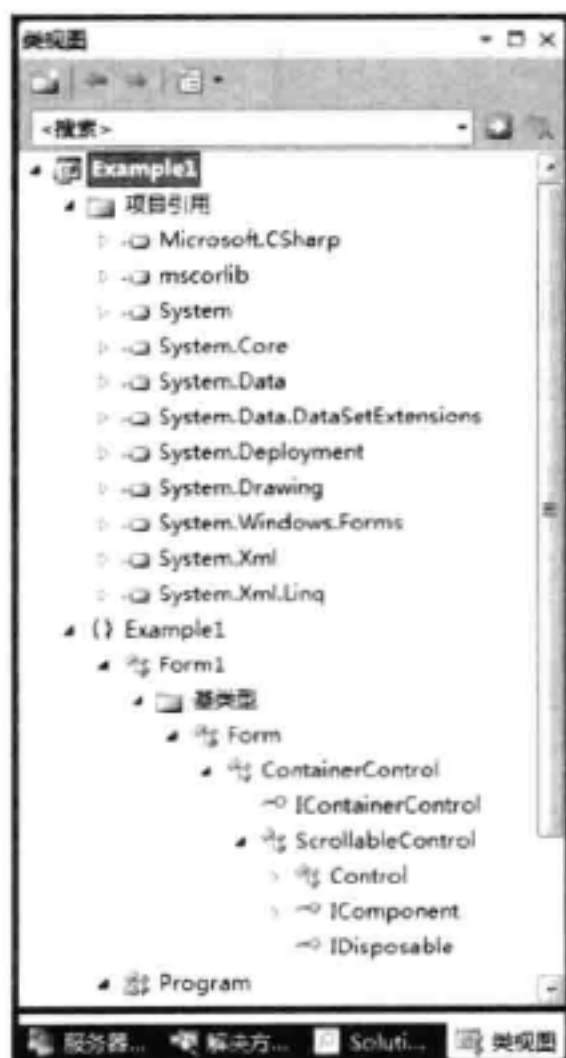 类视图
<搜索>
Example1
项目引用
Microsoft.CSharp
mscorlib
System
System.Core
System.Data
System.Data.DataSetExtensions
System.Deployment
System.Drawing
System.Windows.Forms
System.Xml
System.Xml.Linq
{} Example1
Form1
基类型
Form
ContainerControl
IContainerControl
ScrollableControl
Control
IComponent
IDisposable
Program
服务器... 解决方... Soluti... 类视图